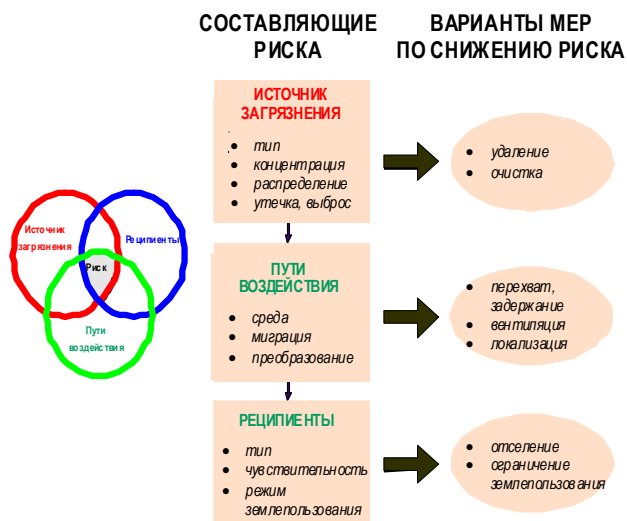 СОСТАВЛЯЮЩИЕ
РИСКА
ВАРИАНТЫ МЕР
ПО СНИЖЕНИЮ РИСКА
Источник
загрязнения
Реципиенты
Риск
Пути
воздействия
ИСТОЧНИК
ЗАГРЯЗНЕНИЯ
• тип
• концентрация
• распределение
• утечка, выброс
• удаление
• очистка
ПУТИ
ВОЗДЕЙСТВИЯ
• среда
• миграция
• преобразование
• перехват,
задержание
• вентиляция
• локализация
РЕЦИПИЕНТЫ
• тип
• чувствительность
• режим
землепользования
• отселение
• ограничение
землепользования